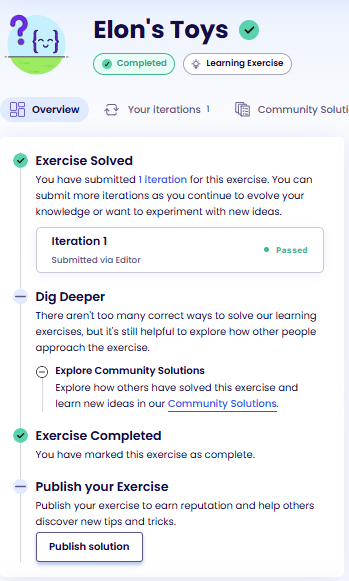 Elon's Toys
Completed
Learning Exercise
Overview
Your iterations 1
Community Soluti
Exercise Solved
You have submitted 1 iteration for this exercise. You can
submit more iterations as you continue to evolve your
knowledge or want to experiment with new ideas.
Iteration 1
Submitted via Editor
Passed
Dig Deeper
There aren't too many correct ways to solve our learning
exercises, but it's still helpful to explore how other people
approach the exercise.
Explore Community Solutions
Explore how others have solved this exercise and
learn new ideas in our Community Solutions.
Exercise Completed
You have marked this exercise as complete.
Publish your Exercise
Publish your exercise to earn reputation and help others
discover new tips and tricks.
Publish solution